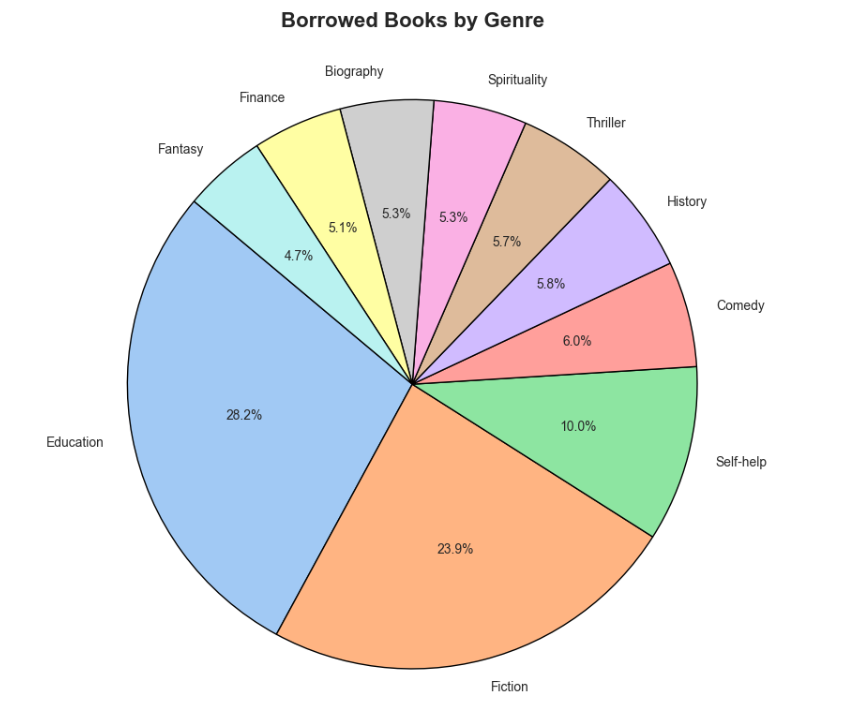 Borrowed Books by Genre
Biography
Spirituality
Finance
Thriller
Fantasy
History
5.3%
5.3%
5.1%
5.7%
4.7%
5.8%
Comedy
6.0%
28.2%
10.0%
Education
Self-help
23.9%
Fiction